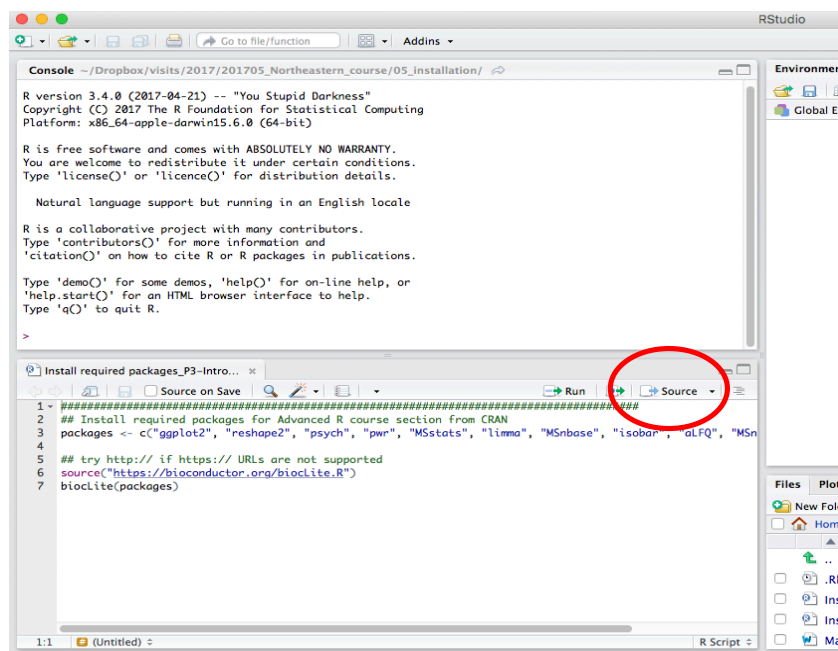 RStudio
Go to file/function
Addins
Console ~/Dropbox/visits/2017/201705_Northeastern_course/05_installation/
R version 3.4.0 (2017-04-21) -- "You Stupid Darkness"
Copyright (C) 2017 The R Foundation for Statistical Computing
Platform: x86_64-apple-darwin15.6.0 (64-bit)
R is free software and comes with ABSOLUTELY NO WARRANTY.
You are welcome to redistribute it under certain conditions.
Type 'license()' or 'licence()' for distribution details.
Natural language support but running in an English locale
R is a collaborative project with many contributors.
Type 'contributors()' for more information and
'citation()' on how to cite R or R packages in publications.
Type 'demo()' for some demos, 'help()' for on-line help, or
'help.start()' for an HTML browser interface to help.
Type 'q()' to quit R.
>
Install required packages_P3-Intro...
Source on Save
Run
Source
1 ################################################################################
2 ## Install required packages for Advanced R course section from CRAN
3 packages <- c("ggplot2", "reshape2", "psych", "pwr", "MSstats", "limma", "MSnbase", "isobar", "aLFQ", "MSn
4
5 ## try http:// if https:// URLs are not supported
6 source("https://bioconductor.org/biocLite.R")
7 biocLite(packages)
1:1 (Untitled) R Script
Environmen
Global E
Files Plot
New Fol
Hom
..
.R
Ins
Ins
Ma